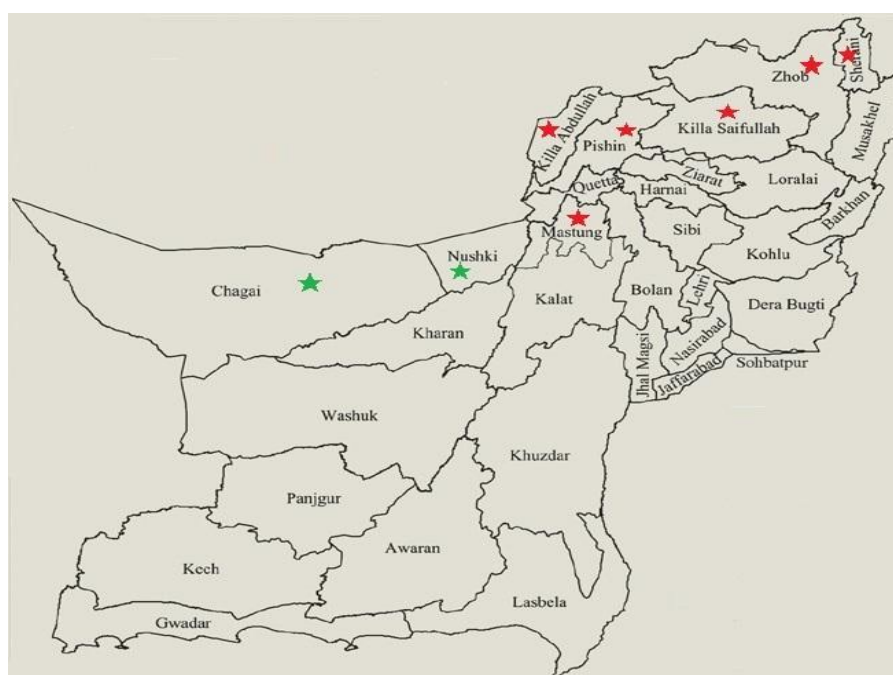 Sherani
Zhob
Musakhel
Killa Abdullah
Killa Saifullah
Pishin
Ziarat
Loralai
Quetta
Harnai
Barkhan
Mastung
Sibi
Nushki
Kohlu
Chagai
Kalat
Bolan
Lehri
Dera Bugti
Kharan
Nasirabad
Jhal Magsi
Jaffarabad
Sohbatpur
Washuk
Khuzdar
Panjgur
Awaran
Kech
Lasbela
Gwadar